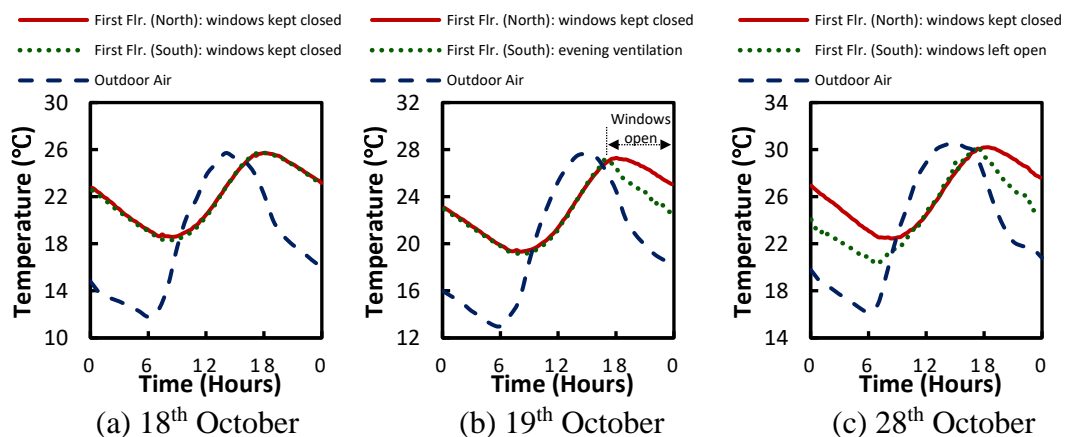 First Flr. (North): windows kept closed
First Flr. (South): windows kept closed
Outdoor Air
30
26
22
18
14
10
Temperature (°C)
0 6 12 18 0
Time (Hours)
(a) 18th October
First Flr. (North): windows kept closed
First Flr. (South): evening ventilation
Outdoor Air
32
28
24
20
16
12
Temperature (°C)
Windows
open
0 6 12 18 0
Time (Hours)
(b) 19th October
First Flr. (North): windows kept closed
First Flr. (South): windows left open
Outdoor Air
34
30
26
22
18
14
Temperature (°C)
0 6 12 18 0
Time (Hours)
(c) 28th October